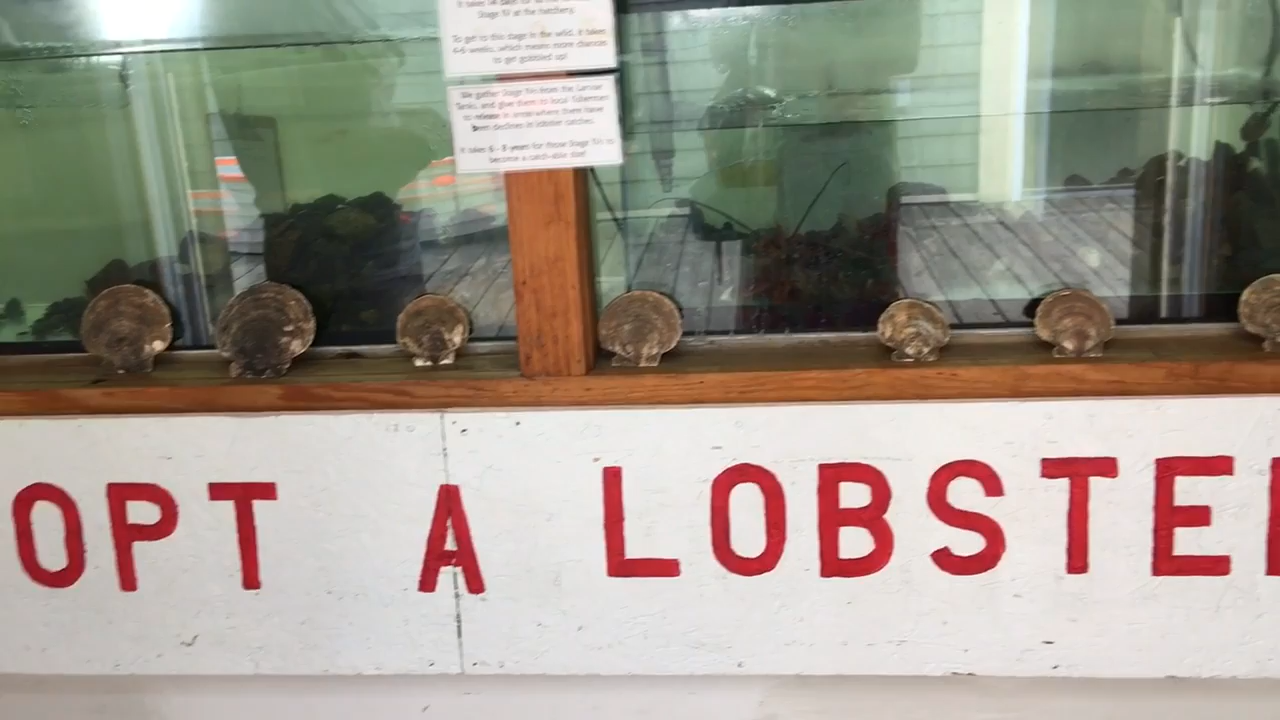 It takes 14 days for
Stage IV at the hatchery.
To get to this stage in the wild, it takes
4-6 weeks, which means more chances
to get gobbled up!
We gather Stage IVs from the Larvae
Tanks and give them to local fishermen
to release in areas where there have
been declines in lobster catches.
It takes 6 - 8 years for those Stage IVs to
become a catch-able size!
OPT A LOBSTE